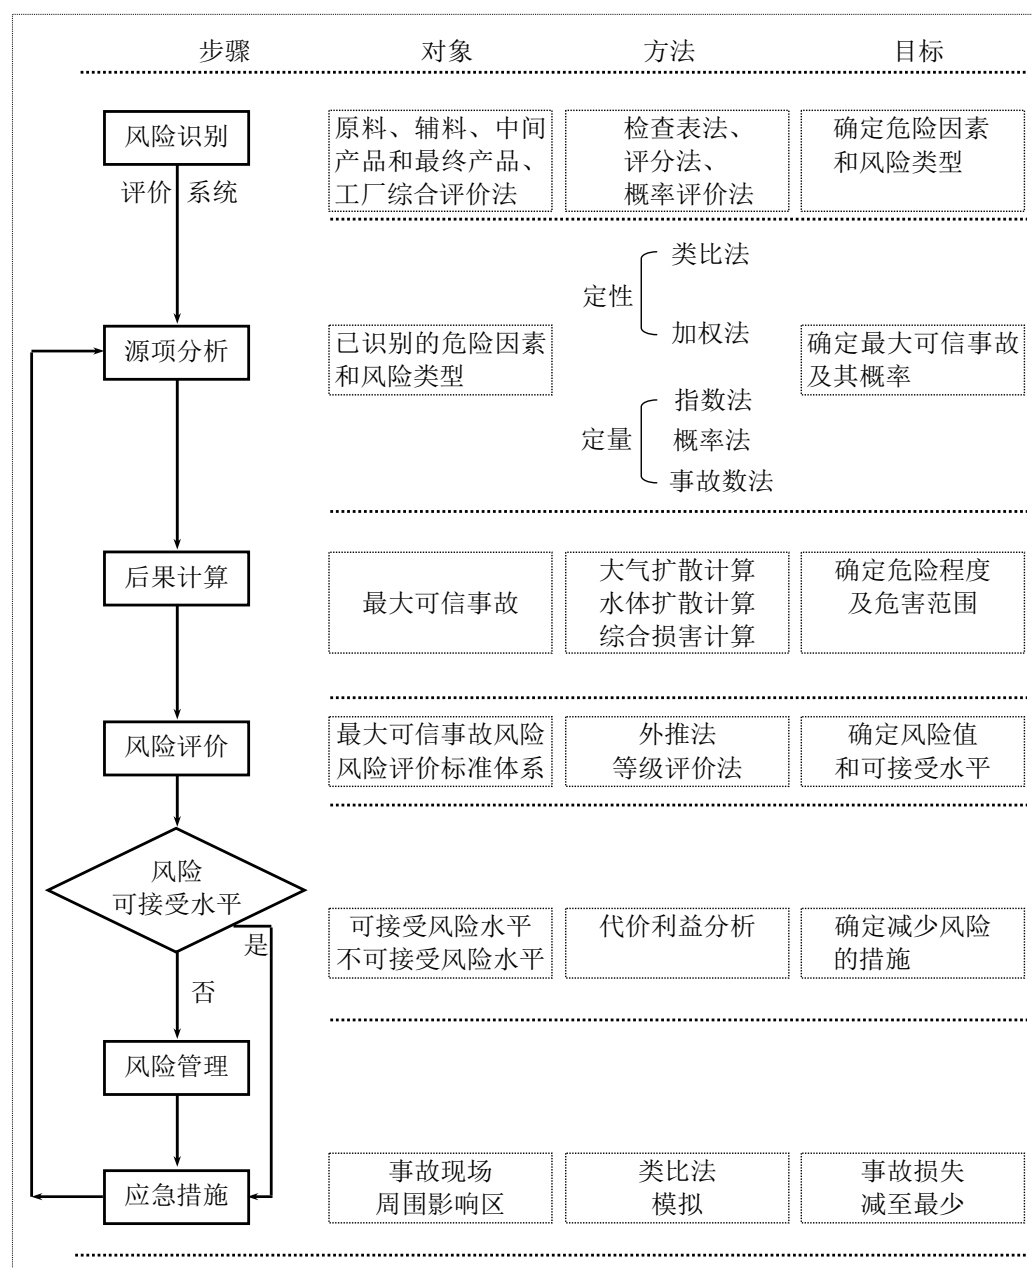 步骤 对象 方法 目标
风险识别
评价 系统
原料、辅料、中间
产品和最终产品、
工厂综合评价法
检查表法、
评分法、
概率评价法
确定危险因素
和风险类型
源项分析
已识别的危险因素
和风险类型
定性
类比法
加权法
定量
指数法
概率法
事故数法
确定最大可信事故
及其概率
后果计算
最大可信事故
大气扩散计算
水体扩散计算
综合损害计算
确定危险程度
及危害范围
风险评价
最大可信事故风险
风险评价标准体系
外推法
等级评价法
确定风险值
和可接受水平
风险
可接受水平
是
否
可接受风险水平
不可接受风险水平
代价利益分析
确定减少风险
的措施
风险管理
应急措施
事故现场
周围影响区
类比法
模拟
事故损失
减至最少